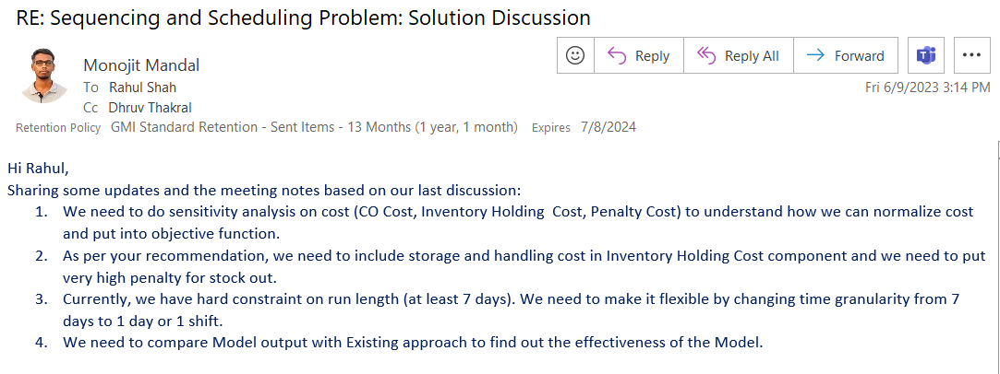 RE: Sequencing and Scheduling Problem: Solution Discussion
Monojit Mandal
Reply
Reply All
Forward
To Rahul Shah
Fri 6/9/2023 3:14 PM
Cc Dhruv Thakral
Retention Policy GMI Standard Retention - Sent Items - 13 Months (1 year, 1 month) Expires 7/8/2024
Hi Rahul,
Sharing some updates and the meeting notes based on our last discussion:
1. We need to do sensitivity analysis on cost (CO Cost, Inventory Holding Cost, Penalty Cost) to understand how we can normalize cost
and put into objective function.
2. As per your recommendation, we need to include storage and handling cost in Inventory Holding Cost component and we need to put
very high penalty for stock out.
3. Currently, we have hard constraint on run length (at least 7 days). We need to make it flexible by changing time granularity from 7
days to 1 day or 1 shift.
4. We need to compare Model output with Existing approach to find out the effectiveness of the Model.